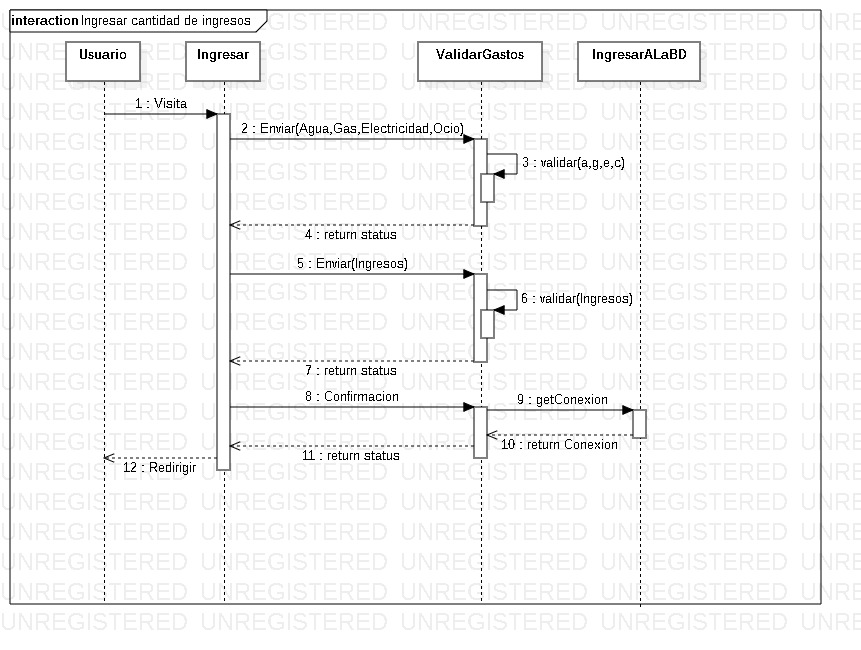 interaction Ingresar cantidad de ingresos
Usuario
Ingresar
ValidarGastos
IngresarALaBD
1 : Visita
2 : Enviar(Agua,Gas,Electricidad,Ocio)
3 : validar(a,g,e,c)
4 : return status
5 : Enviar(Ingresos)
6 : validar(Ingresos)
7 : return status
8 : Confirmacion
9 : getConexion
10 : return Conexion
11 : return status
12 : Redirigir
UNREGISTERED